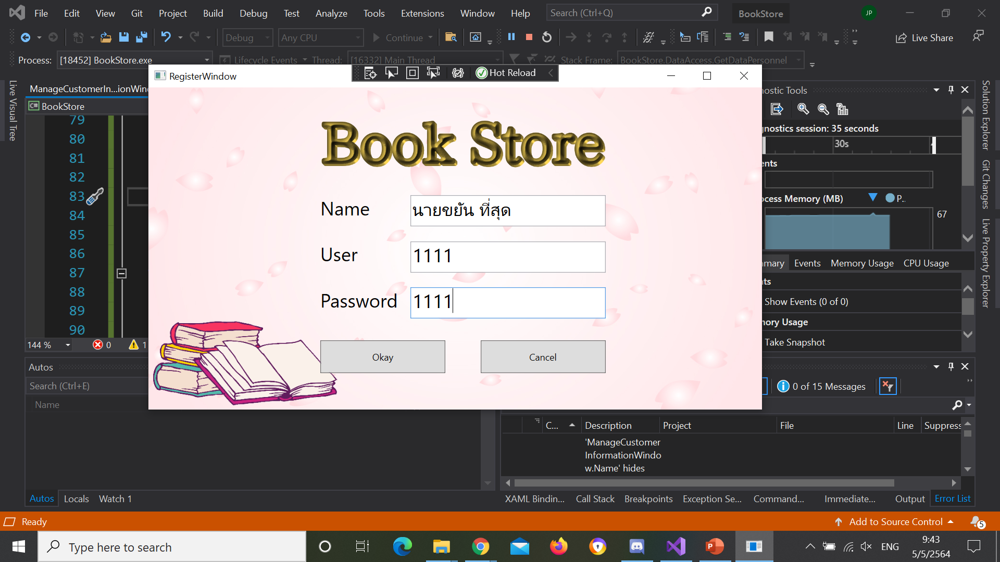 File Edit View Git Project Build Debug Test Analyze Tools Extensions Window Help Search (Ctrl+Q) BookStore JP
Debug Any CPU Continue Live Share
Process: [18452] BookStore.exe Lifecycle Events Thread: [16332] Main Thread Stack Frame: BookStore.DataAccess.GetDataPersonnel
RegisterWindow
Hot Reload
Live Visual Tree
ManageCustomerIn...ionWin
C# BookStore
79
80
81
82
83
84
85
86
87
88
89
90
144 % 0 1
Book Store
Name นายขยัน ที่สุด
User 1111
Password 1111
Okay Cancel
nostic Tools
gnostics session: 35 seconds
30s
ents
ocess Memory (MB) P..
67
mmary Events Memory Usage CPU Usage
ts
Show Events (0 of 0)
mory Usage
Take Snapshot
Solution Explorer
Git Changes
Live Property Explorer
Autos
Search (Ctrl+E)
Name
Autos Locals Watch 1
0 of 15 Messages
C... Description Project File Line Suppress
'ManageCustomer
InformationWindo
w.Name' hides
XAML Bindin... Call Stack Breakpoints Exception Se... Command... Immediate... Output Error List
Ready Add to Source Control 5
Type here to search ENG 9:43
5/5/2564